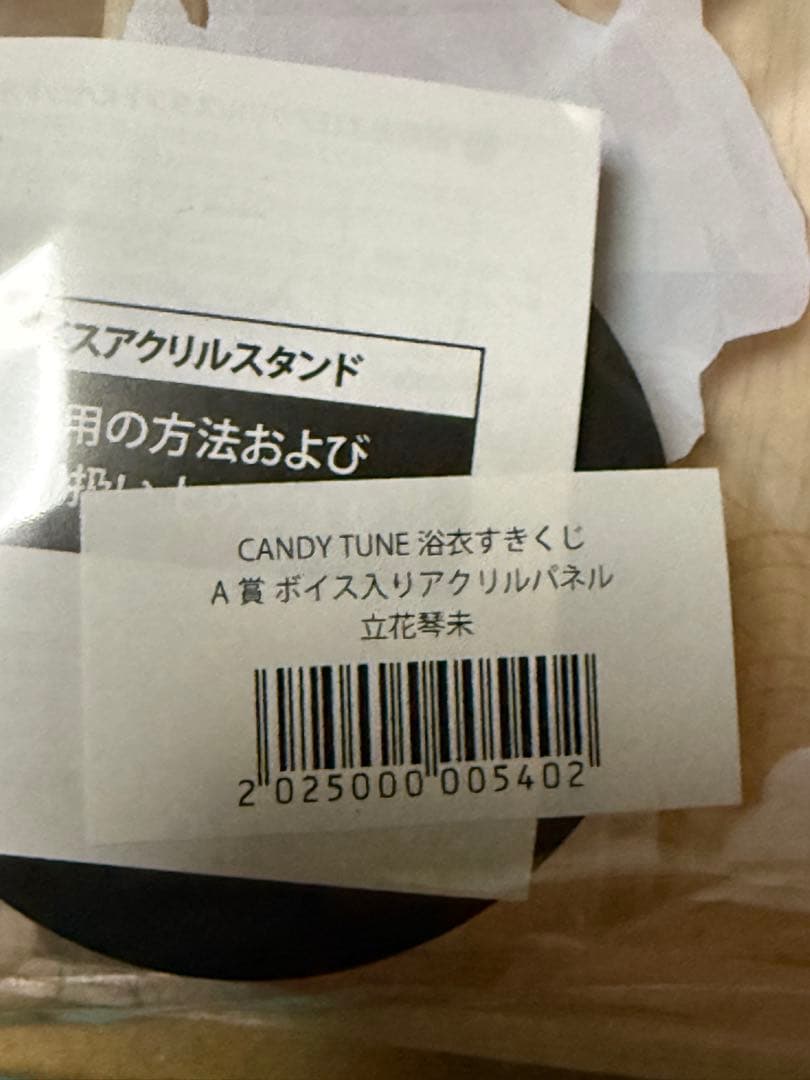 スアクリルスタンド
用の方法および
扱い
CANDY TUNE 浴衣すきくじ
A 賞 ボイス入りアクリルパネル
立花琴未
2 025000 005402